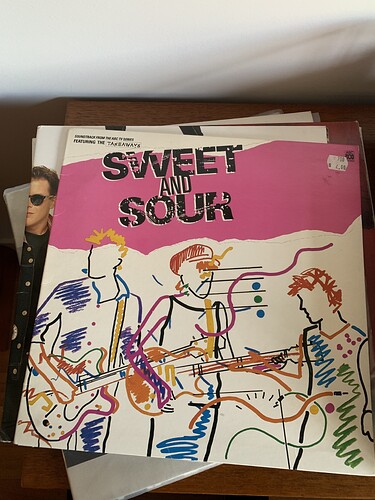 SOUNDTRACK FROM THE ABC TV SERIES
FEATURING THE TAKEAWAYS
SWEET
AND
SOUR